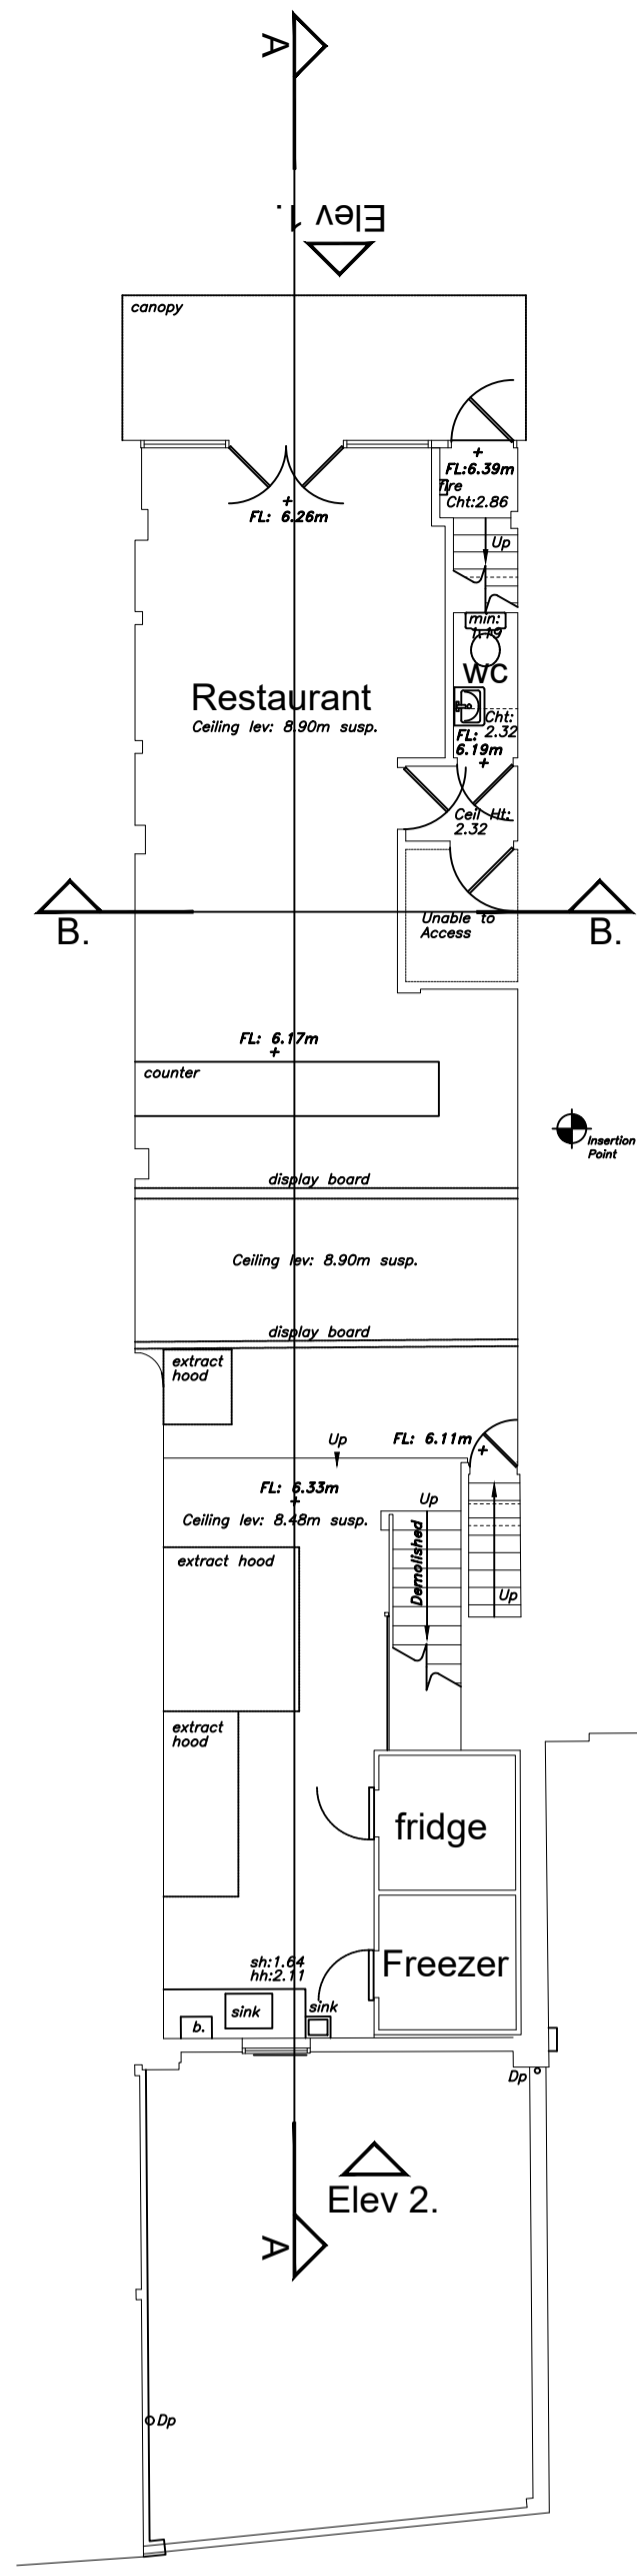 A
Elev 1.
canopy
FL:6.39m
fire
Cht:2.86
FL: 6.26m
Up
min:
1.19
WC
Restaurant
Ceiling lev: 8.90m susp.
Cht:
2.32
FL:
6.19m
Ceil Ht:
2.32
B.
Unable to
Access
B.
FL: 6.17m
counter
Insertion
Point
display board
Ceiling lev: 8.90m susp.
display board
extract
hood
Up
FL: 6.11m
FL: 6.33m
Ceiling lev: 8.48m susp.
Up
Demolished
extract hood
Up
extract
hood
fridge
Freezer
sh:1.64
hh:2.11
sink
sink
b.
Dp
Elev 2.
A
Dp